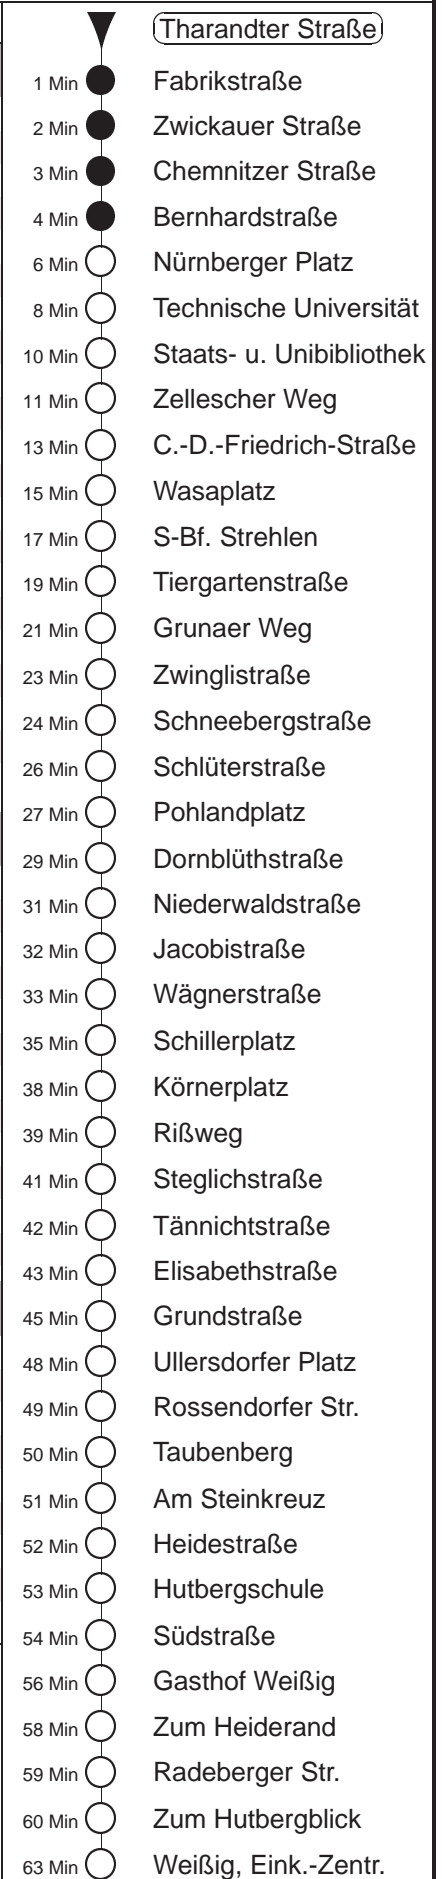 Tharandter Straße
1 Min Fabrikstraße
2 Min Zwickauer Straße
3 Min Chemnitzer Straße
4 Min Bernhardstraße
6 Min Nürnberger Platz
8 Min Technische Universität
10 Min Staats- u. Unibibliothek
11 Min Zellescher Weg
13 Min C.-D.-Friedrich-Straße
15 Min Wasaplatz
17 Min S-Bf. Strehlen
19 Min Tiergartenstraße
21 Min Grunaer Weg
23 Min Zwinglistraße
24 Min Schneebergstraße
26 Min Schlüterstraße
27 Min Pohlandplatz
29 Min Dornblüthstraße
31 Min Niederwaldstraße
32 Min Jacobistraße
33 Min Wägnerstraße
35 Min Schillerplatz
38 Min Körnerplatz
39 Min Rißweg
41 Min Steglichstraße
42 Min Tännichtstraße
43 Min Elisabethstraße
45 Min Grundstraße
48 Min Ullersdorfer Platz
49 Min Rossendorfer Str.
50 Min Taubenberg
51 Min Am Steinkreuz
52 Min Heidestraße
53 Min Hutbergschule
54 Min Südstraße
56 Min Gasthof Weißig
58 Min Zum Heiderand
59 Min Radeberger Str.
60 Min Zum Hutbergblick
63 Min Weißig, Eink.-Zentr.